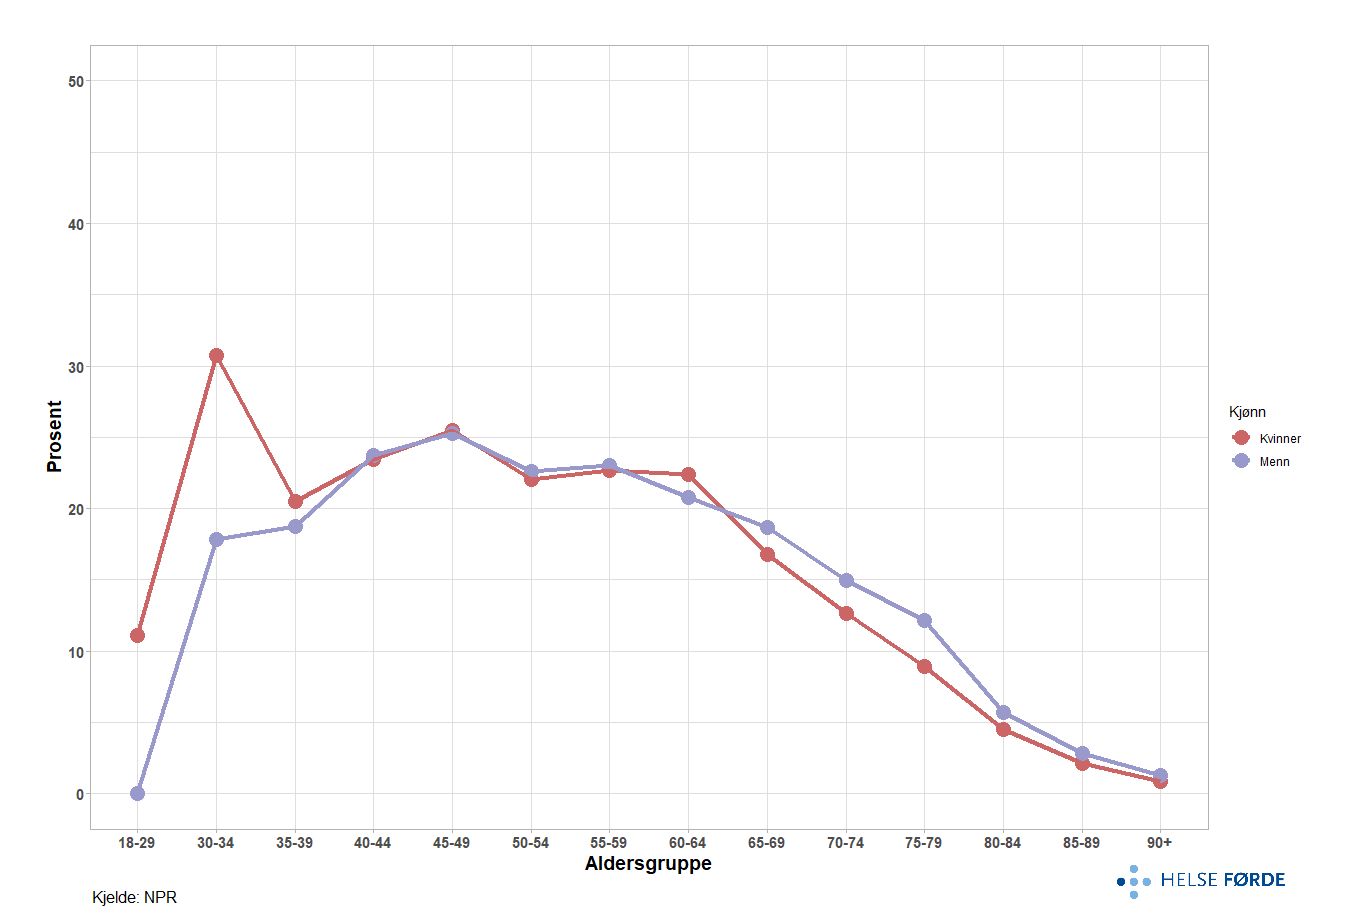 50
40
30
20
10
0
Prosent
18-29 30-34 35-39 40-44 45-49 50-54 55-59 60-64 65-69 70-74 75-79 80-84 85-89 90+
Aldersgruppe
Kjønn
Kvinner
Menn
Kjelde: NPR
HELSE FØRDE